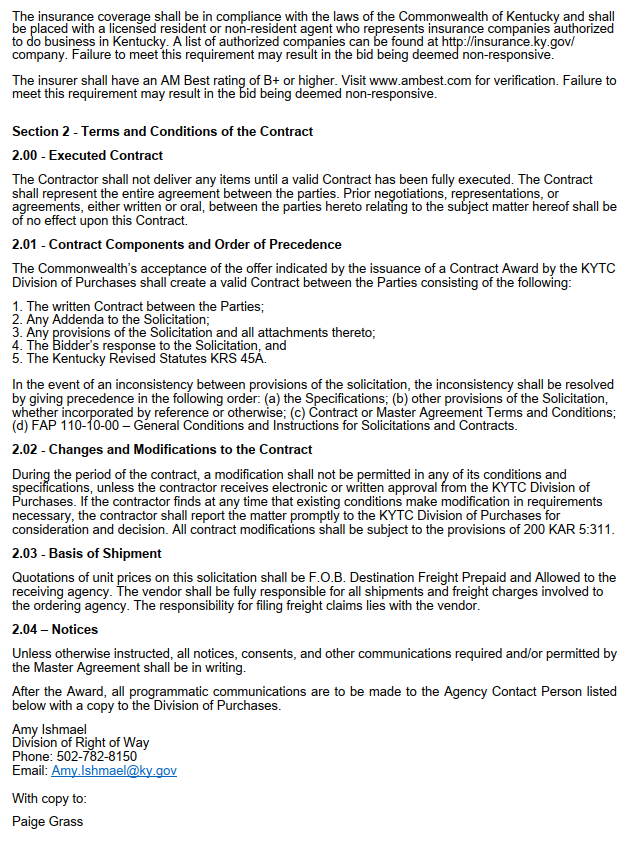 The insurance coverage shall be in compliance with the laws of the Commonwealth of Kentucky and shall
be placed with a licensed resident or non-resident agent who represents insurance companies authorized
to do business in Kentucky. A list of authorized companies can be found at http://insurance.ky.gov/
company. Failure to meet this requirement may result in the bid being deemed non-responsive.
The insurer shall have an AM Best rating of B+ or higher. Visit www.ambest.com for verification. Failure to
meet this requirement may result in the bid being deemed non-responsive.
Section 2 - Terms and Conditions of the Contract
2.00 - Executed Contract
The Contractor shall not deliver any items until a valid Contract has been fully executed. The Contract
shall represent the entire agreement between the parties. Prior negotiations, representations, or
agreements, either written or oral, between the parties hereto relating to the subject matter hereof shall be
of no effect upon this Contract.
2.01 - Contract Components and Order of Precedence
The Commonwealth's acceptance of the offer indicated by the issuance of a Contract Award by the KYTC
Division of Purchases shall create a valid Contract between the Parties consisting of the following:
1. The written Contract between the Parties;
2. Any Addenda to the Solicitation;
3. Any provisions of the Solicitation and all attachments thereto;
4. The Bidder's response to the Solicitation, and
5. The Kentucky Revised Statutes KRS 45A.
In the event of an inconsistency between provisions of the solicitation, the inconsistency shall be resolved
by giving precedence in the following order: (a) the Specifications; (b) other provisions of the Solicitation,
whether incorporated by reference or otherwise; (c) Contract or Master Agreement Terms and Conditions;
(d) FAP 110-10-00 – General Conditions and Instructions for Solicitations and Contracts.
2.02 - Changes and Modifications to the Contract
During the period of the contract, a modification shall not be permitted in any of its conditions and
specifications, unless the contractor receives electronic or written approval from the KYTC Division of
Purchases. If the contractor finds at any time that existing conditions make modification in requirements
necessary, the contractor shall report the matter promptly to the KYTC Division of Purchases for
consideration and decision. All contract modifications shall be subject to the provisions of 200 KAR 5:311.
2.03 - Basis of Shipment
Quotations of unit prices on this solicitation shall be F.O.B. Destination Freight Prepaid and Allowed to the
receiving agency. The vendor shall be fully responsible for all shipments and freight charges involved to
the ordering agency. The responsibility for filing freight claims lies with the vendor.
2.04 – Notices
Unless otherwise instructed, all notices, consents, and other communications required and/or permitted by
the Master Agreement shall be in writing.
After the Award, all programmatic communications are to be made to the Agency Contact Person listed
below with a copy to the Division of Purchases.
Amy Ishmael
Division of Right of Way
Phone: 502-782-8150
Email: Amy.Ishmael@ky.gov
With copy to:
Paige Grass